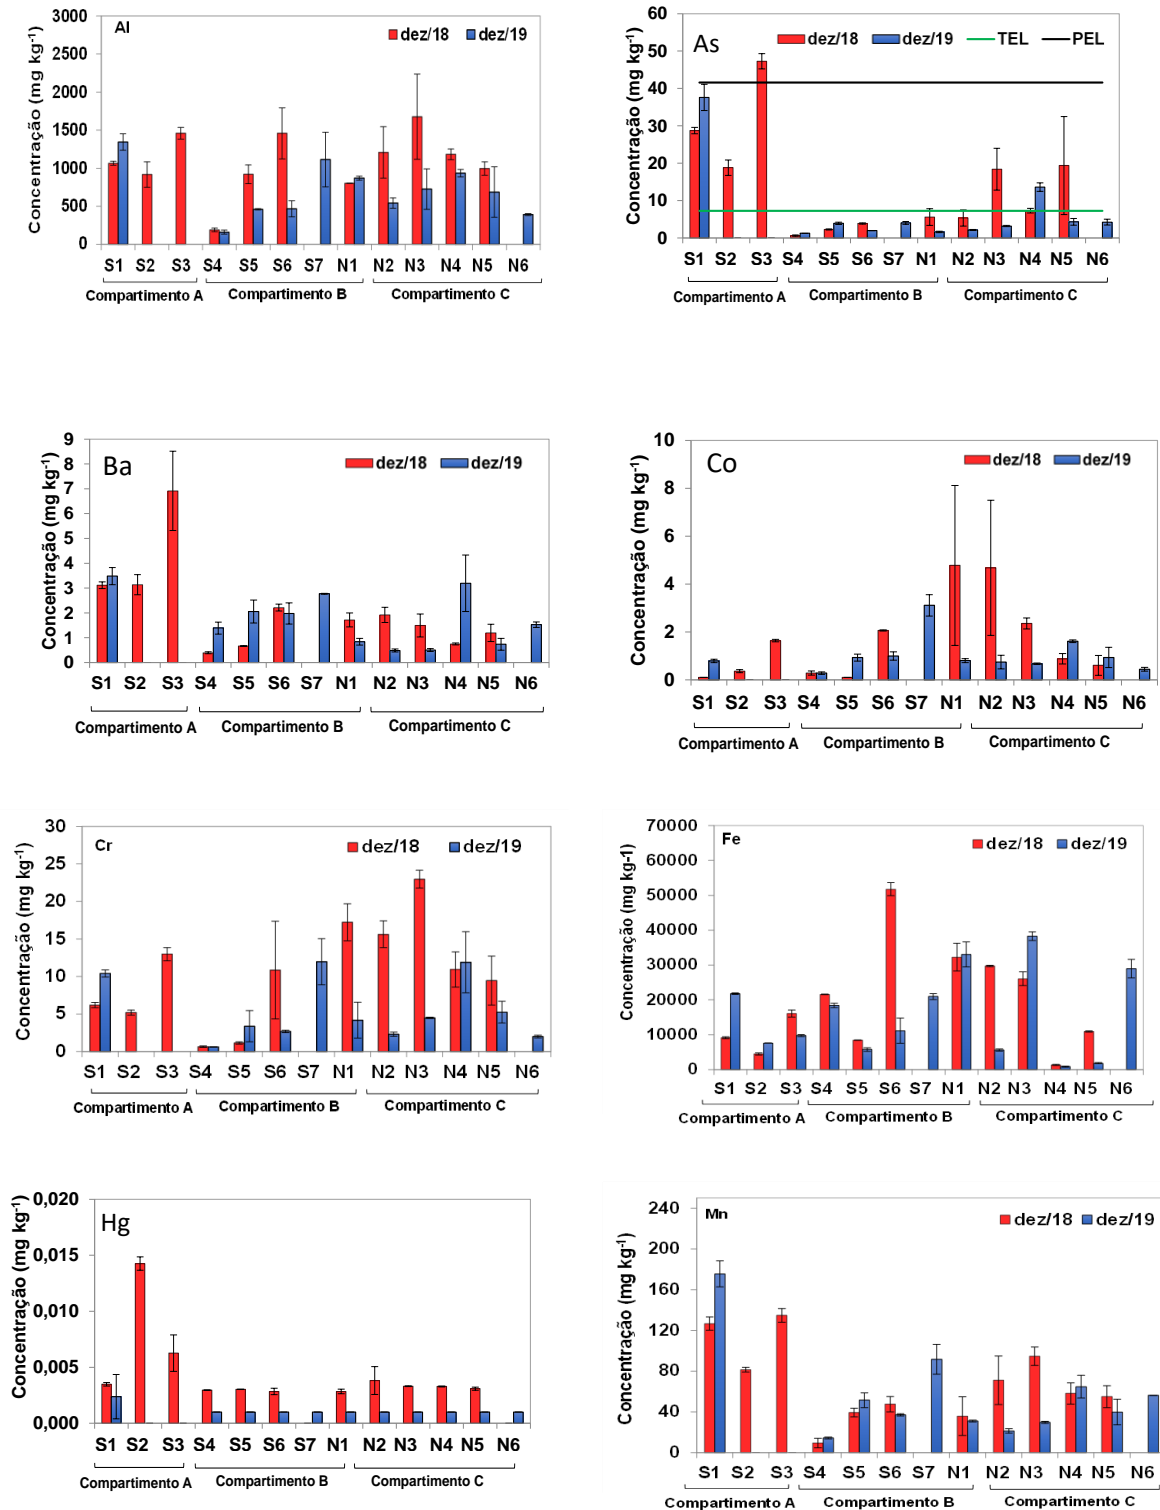 Al
dez/18 dez/19
Concentração (mg kg-1)
3000
2500
2000
1500
1000
500
0
S1 S2 S3 S4 S5 S6 S7 N1 N2 N3 N4 N5 N6
Compartimento A Compartimento B Compartimento C
As
dez/18 dez/19 TEL PEL
Concentração (mg kg-1)
60
50
40
30
20
10
0
S1 S2 S3 S4 S5 S6 S7 N1 N2 N3 N4 N5 N6
Compartimento A Compartimento B Compartimento C
Ba
dez/18 dez/19
Concentração (mg kg-1)
9
8
7
6
5
4
3
2
1
0
S1 S2 S3 S4 S5 S6 S7 N1 N2 N3 N4 N5 N6
Compartimento A Compartimento B Compartimento C
Co
dez/18 dez/19
Concentração (mg kg-1)
10
8
6
4
2
0
S1 S2 S3 S4 S5 S6 S7 N1 N2 N3 N4 N5 N6
Compartimento A Compartimento B Compartimento C
Cr
dez/18 dez/19
Concentração (mg kg-1)
30
25
20
15
10
5
0
S1 S2 S3 S4 S5 S6 S7 N1 N2 N3 N4 N5 N6
Compartimento A Compartimento B Compartimento C
Fe
dez/18 dez/19
Concentração (mg kg-1)
70000
60000
50000
40000
30000
20000
10000
0
S1 S2 S3 S4 S5 S6 S7 N1 N2 N3 N4 N5 N6
Compartimento A Compartimento B Compartimento C
Hg
dez/18 dez/19
Concentração (mg kg-1)
0,020
0,015
0,010
0,005
0,000
S1 S2 S3 S4 S5 S6 S7 N1 N2 N3 N4 N5 N6
Compartimento A Compartimento B Compartimento C
Mn
dez/18 dez/19
Concentração (mg kg-1)
240
200
160
120
80
40
0
S1 S2 S3 S4 S5 S6 S7 N1 N2 N3 N4 N5 N6
Compartimento A Compartimento B Compartimento C